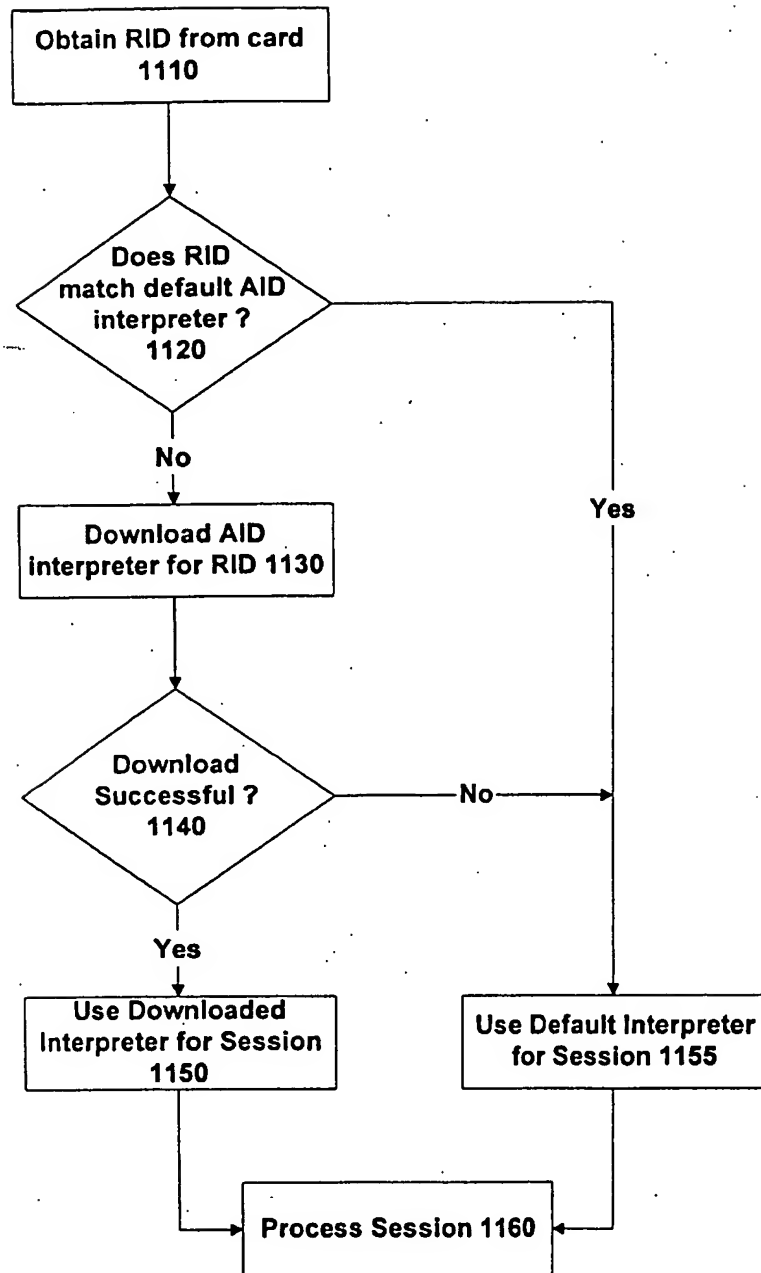 Obtain RID from card
1110
Does RID
match default AID
interpreter ?
1120
No
Yes
Download AID
interpreter for RID 1130
Download
Successful ?
1140
No
Yes
Use Downloaded
Interpreter for Session
1150
Use Default Interpreter
for Session 1155
Process Session 1160